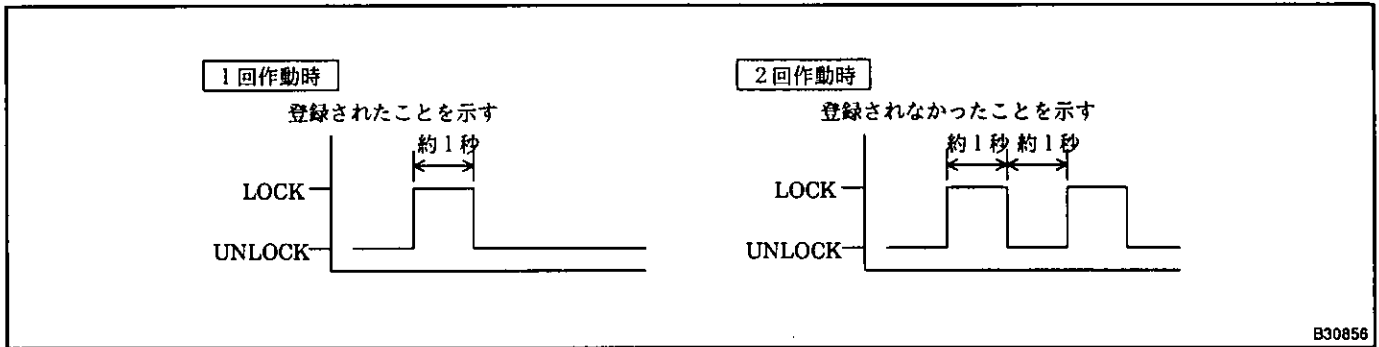 1回作動時
登録されたことを示す
約1秒
LOCK
UNLOCK
2回作動時
登録されなかったことを示す
約1秒 約1秒
LOCK
UNLOCK
B30856